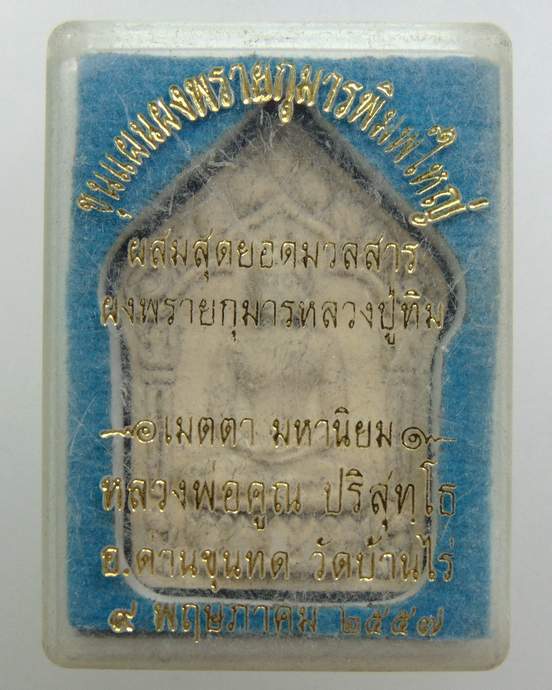 ขุนแผนผงพรายกุมารพิมพ์ใหญ่
ผสมสุดยอดมวลสาร
ผงพรายกุมารหลวงปู่ทิม
เมตตา มหานิยม
หลวงพ่อคูณ ปริสุทฺโธ
อ.ด่านขุนทด วัดบ้านไร่
๙ พฤษภาคม ๒๕๕๗